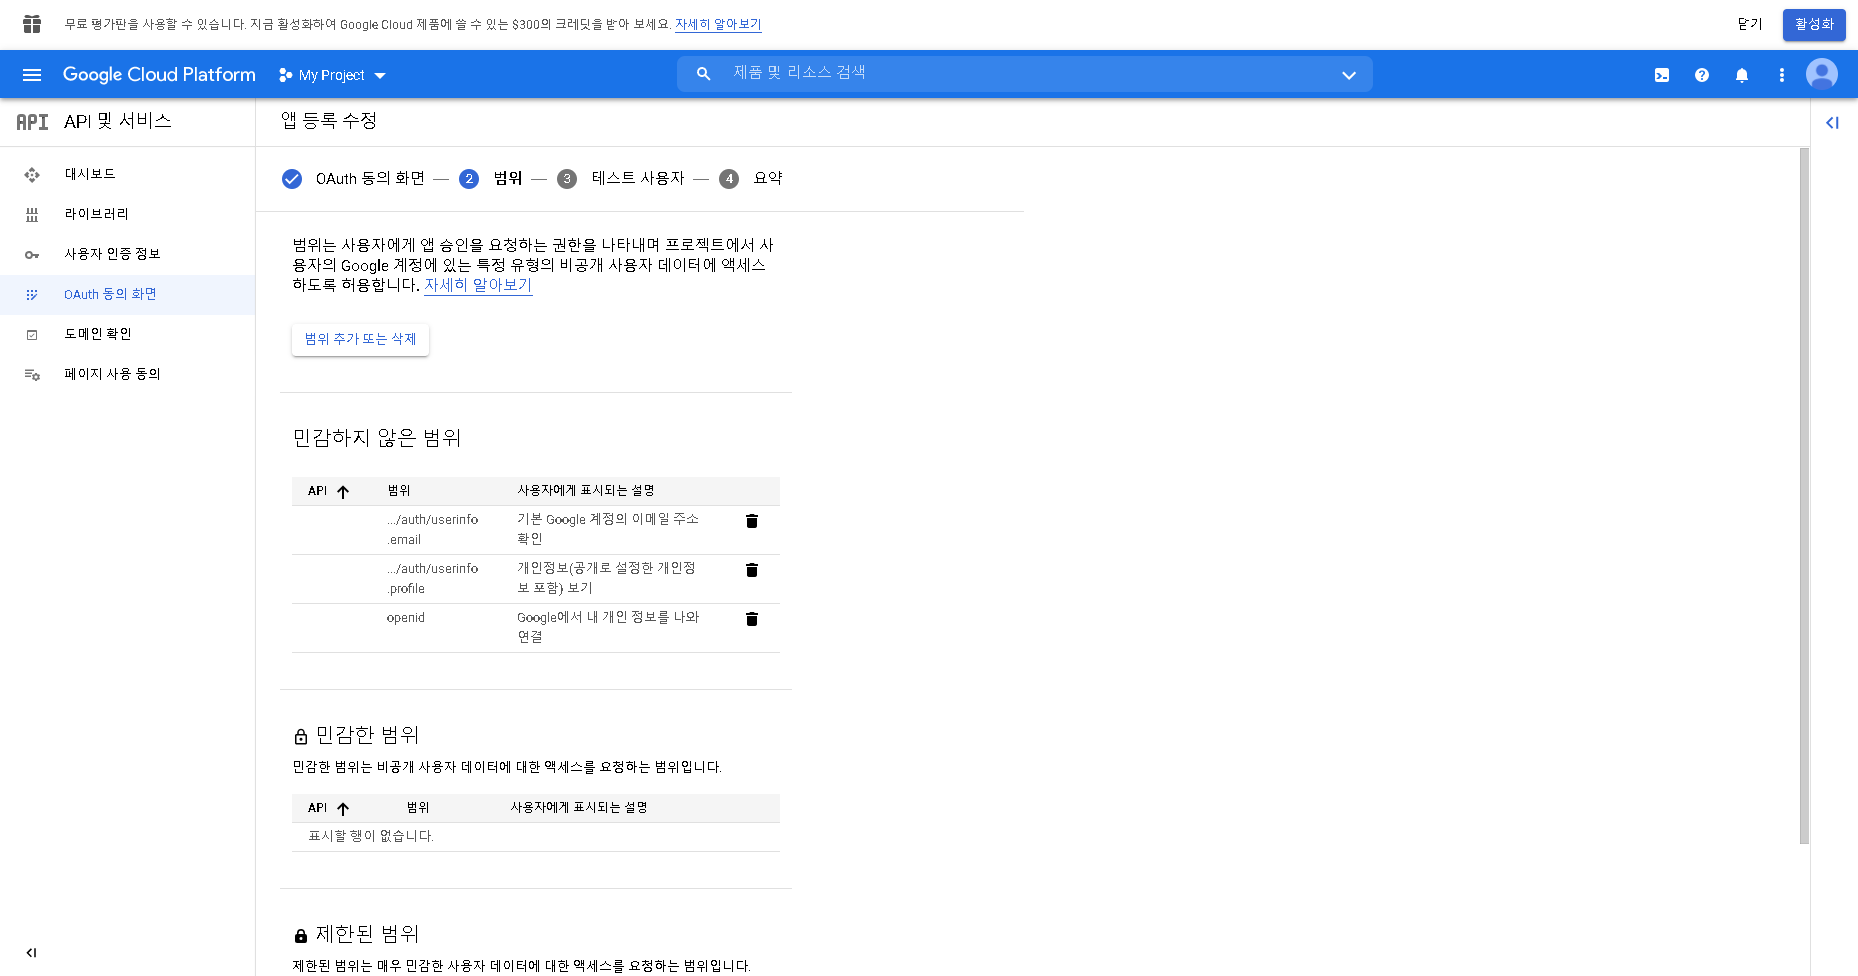 무료 평가판을 사용할 수 있습니다. 지금 활성화하여 Google Cloud 제품에 쓸 수 있는 $300의 크레딧을 받아 보세요. 자세히 알아보기
닫기
활성화
Google Cloud Platform
My Project
제품 및 리소스 검색
API
API 및 서비스
앱 등록 수정
대시보드
라이브러리
사용자 인증 정보
OAuth 동의 화면
도메인 확인
페이지 사용 동의
OAuth 동의 화면 — 2 범위 — 3 테스트 사용자 — 4 요약
범위는 사용자에게 앱 승인을 요청하는 권한을 나타내며 프로젝트에서 사
용자의 Google 계정에 있는 특정 유형의 비공개 사용자 데이터에 액세스
하도록 허용합니다. 자세히 알아보기
범위 추가 또는 삭제
민감하지 않은 범위
API 범위 사용자에게 표시되는 설명
.../auth/userinfo 기본 Google 계정의 이메일 주소
.email 확인
.../auth/userinfo 개인정보(공개로 설정한 개인정
.profile 보 포함) 보기
openid Google에서 내 개인 정보를 나와
연결
민감한 범위
민감한 범위는 비공개 사용자 데이터에 대한 액세스를 요청하는 범위입니다.
API 범위 사용자에게 표시되는 설명
표시할 행이 없습니다.
제한된 범위
제한된 범위는 매우 민감한 사용자 데이터에 대한 액세스를 요청하는 범위입니다.